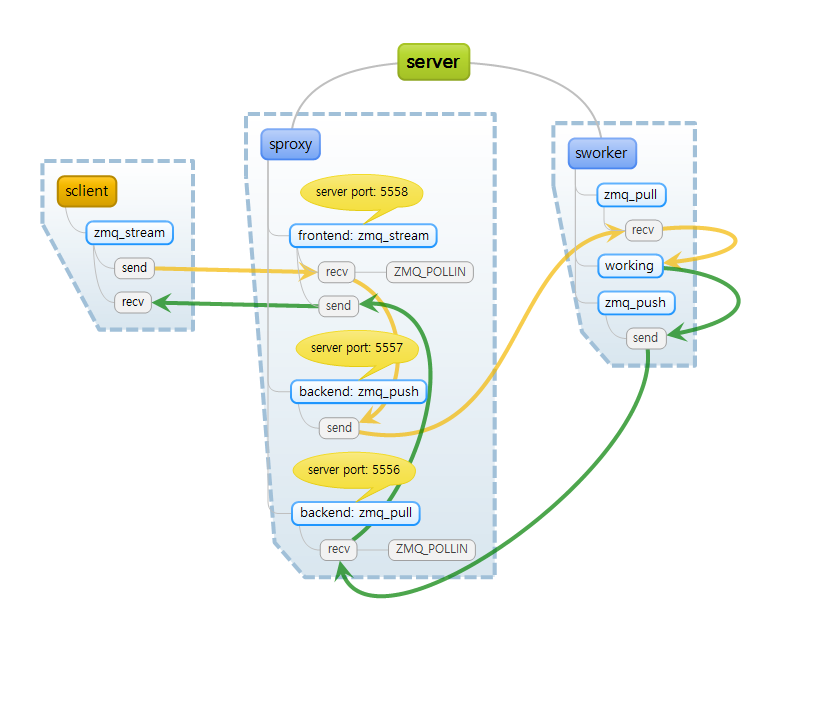 server
sclient
zmq_stream
send
recv
sproxy
server port: 5558
frontend: zmq_stream
recv
ZMQ_POLLIN
send
server port: 5557
backend: zmq_push
send
server port: 5556
backend: zmq_pull
recv
ZMQ_POLLIN
sworker
zmq_pull
recv
working
zmq_push
send